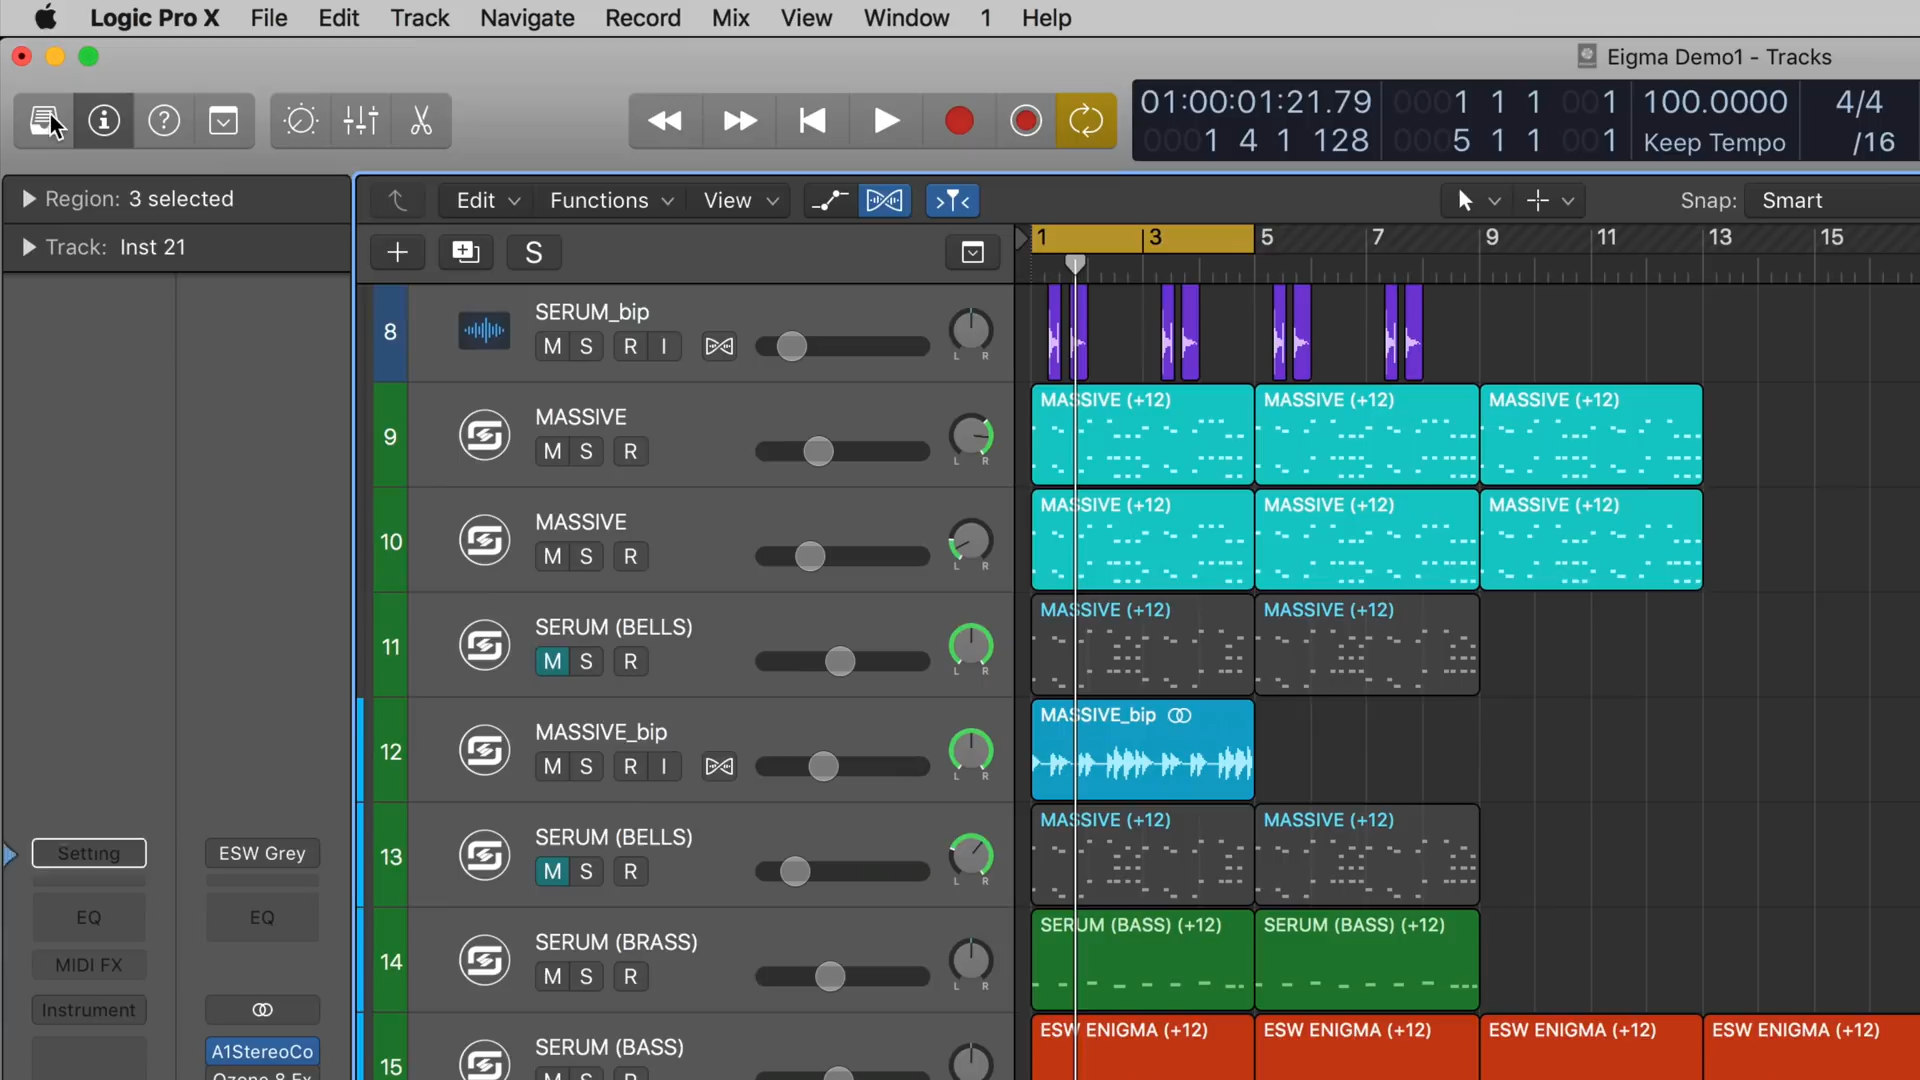 Logic Pro X File Edit Track Navigate Record Mix View Window 1 Help
Eigma Demo1 - Tracks
01:00:01:21.79 0001 1 1 001 100.0000 4/4
0001 4 1 128 0005 1 1 001 Keep Tempo /16
Region: 3 selected
Edit Functions View Snap: Smart
Track: Inst 21
S
1 3 5 7 9 11 13 15
8 SERUM_bip
M S R I L R
9 MASSIVE
M S R L R
MASSIVE (+12) MASSIVE (+12) MASSIVE (+12)
10 MASSIVE
M S R L R
MASSIVE (+12) MASSIVE (+12) MASSIVE (+12)
11 SERUM (BELLS)
M S R L R
MASSIVE (+12) MASSIVE (+12)
12 MASSIVE_bip
M S R I L R
MASSIVE_bip
13 SERUM (BELLS)
M S R L R
MASSIVE (+12) MASSIVE (+12)
14 SERUM (BRASS)
M S R L R
SERUM (BASS) (+12) SERUM (BASS) (+12)
15 SERUM (BASS)
M S R L R
ESW ENIGMA (+12) ESW ENIGMA (+12) ESW ENIGMA (+12) ESW ENIGMA (+12)
Setting ESW Grey
EQ EQ
MIDI FX
Instrument
A1StereoCo
Ozone 8 Ex